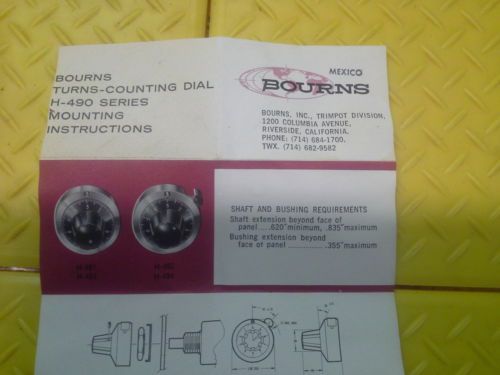 BOURNS
TURNS-COUNTING DIAL
H-490 SERIES
MOUNTING
INSTRUCTIONS
MEXICO
BOURNS
BOURNS, INC., TRIMPOT DIVISION,
1200 COLUMBIA AVENUE,
RIVERSIDE, CALIFORNIA.
PHONE: (714) 684-1700.
TWX. (714) 682-9582
SHAFT AND BUSHING REQUIREMENTS
Shaft extension beyond face of
panel.....620" minimum, .835" maximum
Bushing extension beyond
face of panel ............ .355" maximum